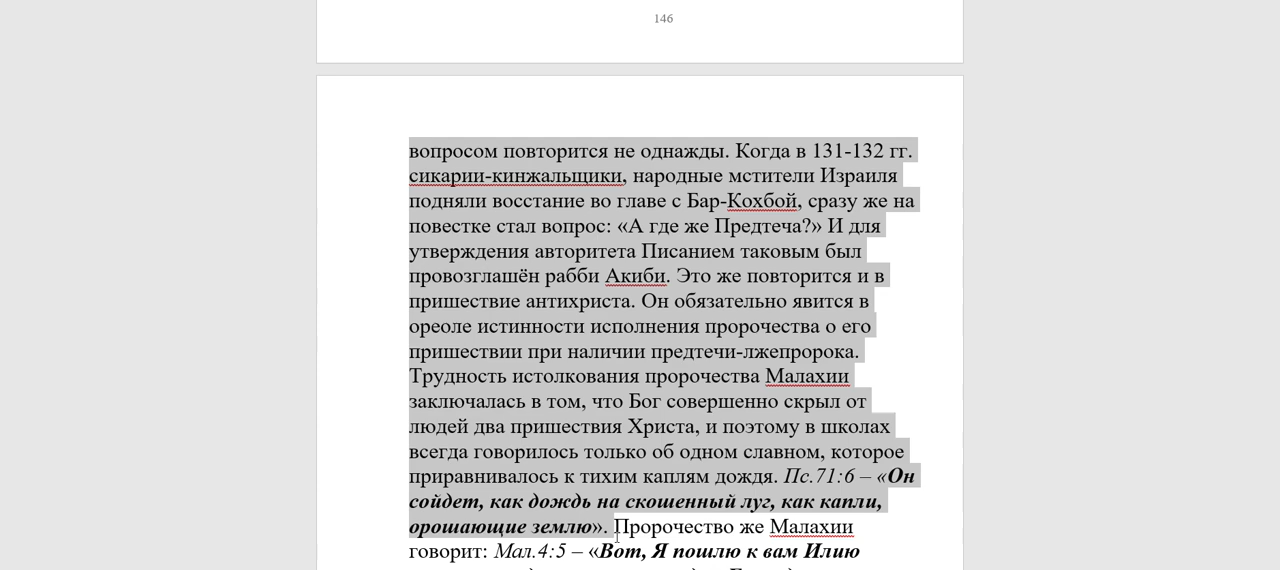 146
вопросом повторится не однажды. Когда в 131-132 гг.
сикарии-кинжальщики, народные мстители Израиля
подняли восстание во главе с Бар-Кохбой, сразу же на
повестке стал вопрос: «А где же Предтеча?» И для
утверждения авторитета Писанием таковым был
провозглашён рабби Акиби. Это же повторится и в
пришествие антихриста. Он обязательно явится в
ореоле истинности исполнения пророчества о его
пришествии при наличии предтечи-лжепророка.
Трудность истолкования пророчества Малахии
заключалась в том, что Бог совершенно скрыл от
людей два пришествия Христа, и поэтому в школах
всегда говорилось только об одном славном, которое
приравнивалось к тихим каплям дождя. Пс.71:6 – «Он
сойдет, как дождь на скошенный луг, как капли,
орошающие землю». Пророчество же Малахии
говорит: Мал.4:5 – «Вот, Я пошлю к вам Илию